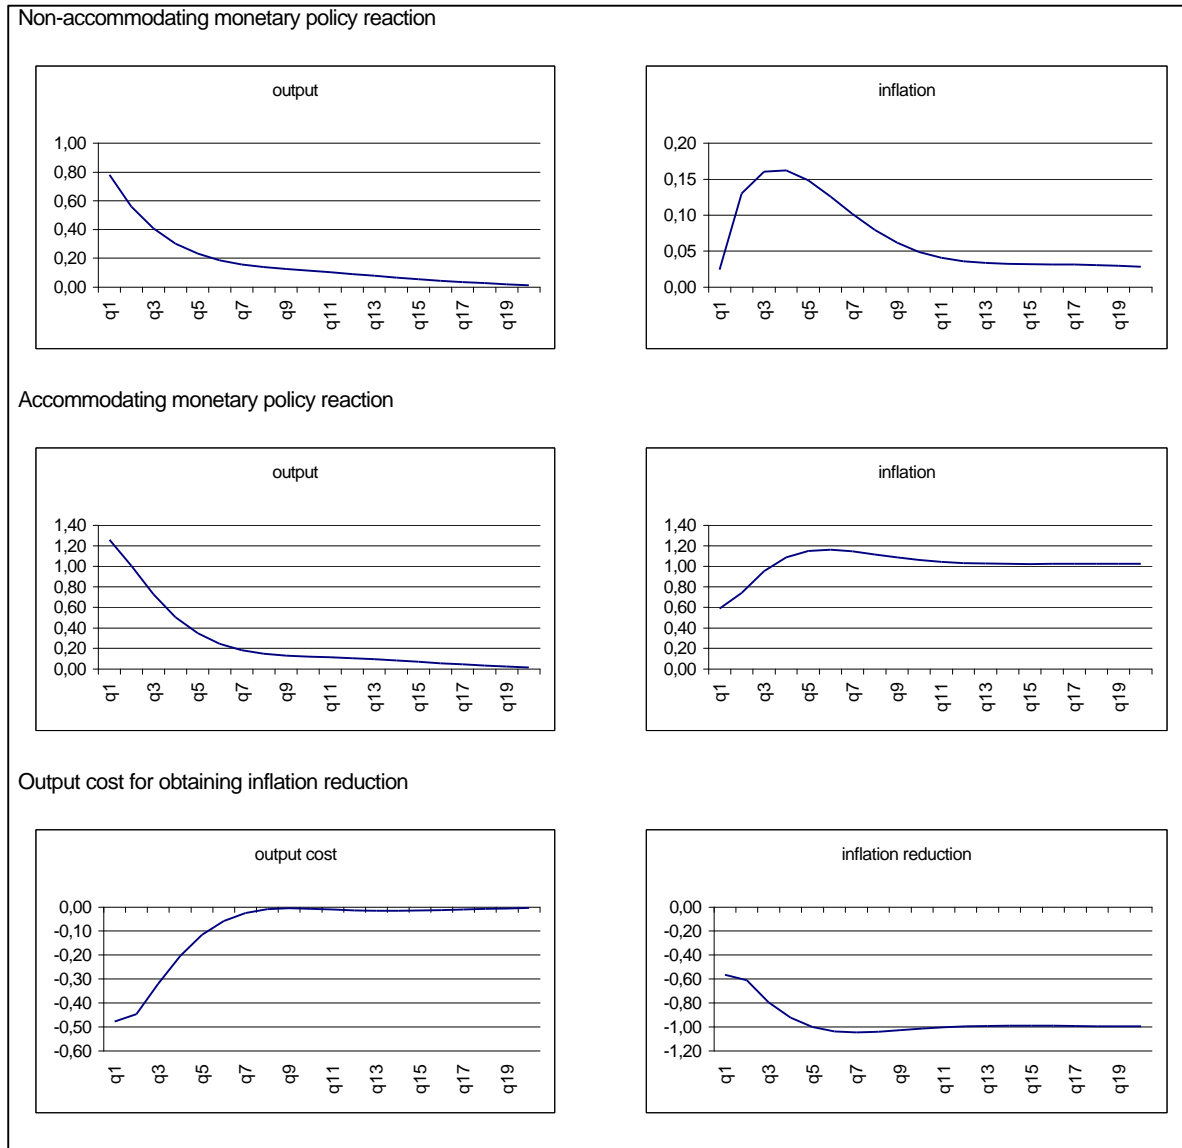 Non-accommodating monetary policy reaction
output
1,00
0,80
0,60
0,40
0,20
0,00
q1 q3 q5 q7 q9 q11 q13 q15 q17 q19
inflation
0,20
0,15
0,10
0,05
0,00
q1 q3 q5 q7 q9 q11 q13 q15 q17 q19
Accommodating monetary policy reaction
output
1,40
1,20
1,00
0,80
0,60
0,40
0,20
0,00
q1 q3 q5 q7 q9 q11 q13 q15 q17 q19
inflation
1,40
1,20
1,00
0,80
0,60
0,40
0,20
0,00
q1 q3 q5 q7 q9 q11 q13 q15 q17 q19
Output cost for obtaining inflation reduction
output cost
0,00
-0,10
-0,20
-0,30
-0,40
-0,50
-0,60
q1 q3 q5 q7 q9 q11 q13 q15 q17 q19
inflation reduction
0,00
-0,20
-0,40
-0,60
-0,80
-1,00
-1,20
q1 q3 q5 q7 q9 q11 q13 q15 q17 q19